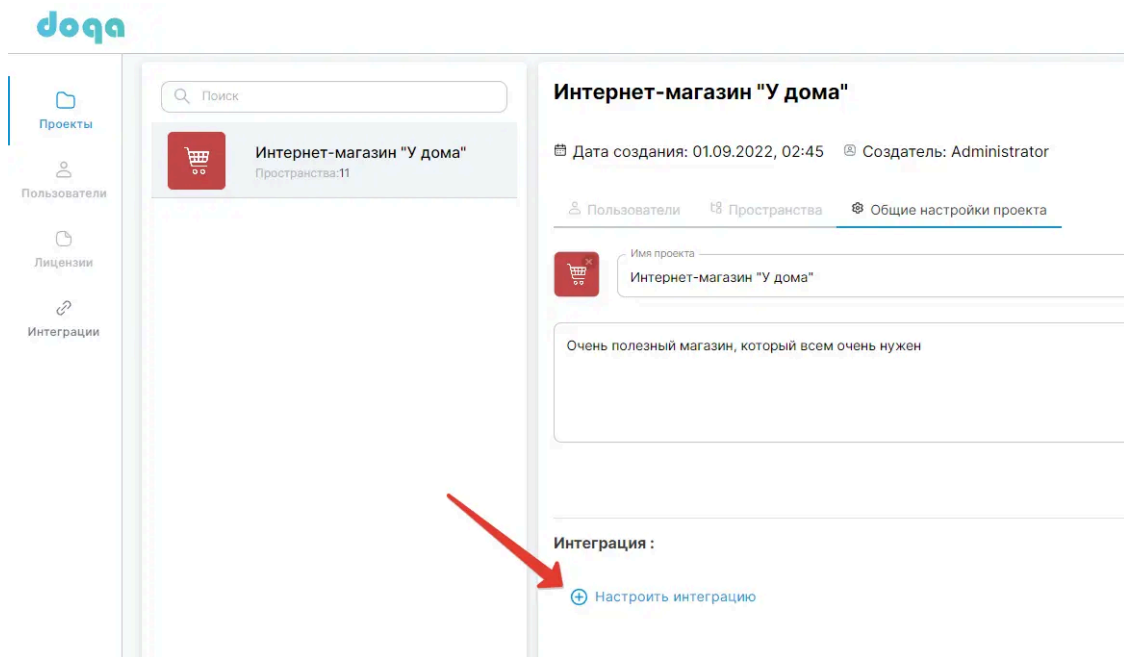 doqa
Проекты
Пользователи
Лицензии
Интеграции
Поиск
Интернет-магазин "У дома"
Пространства:11
Интернет-магазин "У дома"
Дата создания: 01.09.2022, 02:45 Создатель: Administrator
Пользователи Пространства Общие настройки проекта
Имя проекта
Интернет-магазин "У дома"
Очень полезный магазин, который всем очень нужен
Интеграция :
Настроить интеграцию